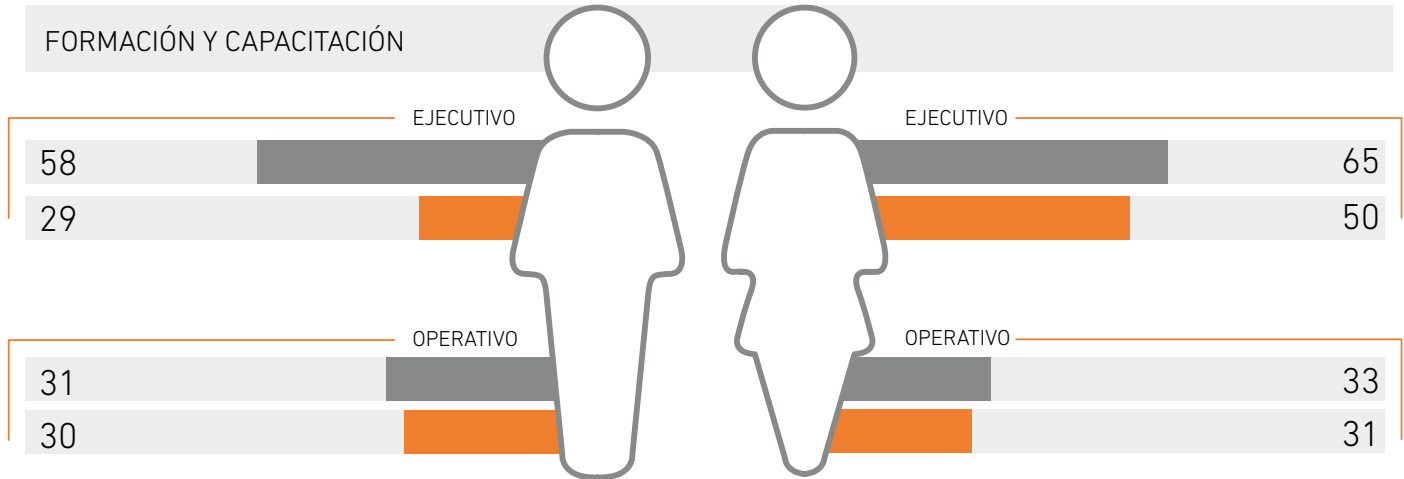 FORMACIÓN Y CAPACITACIÓN
EJECUTIVO
58
29
EJECUTIVO
65
50
OPERATIVO
31
30
OPERATIVO
33
31